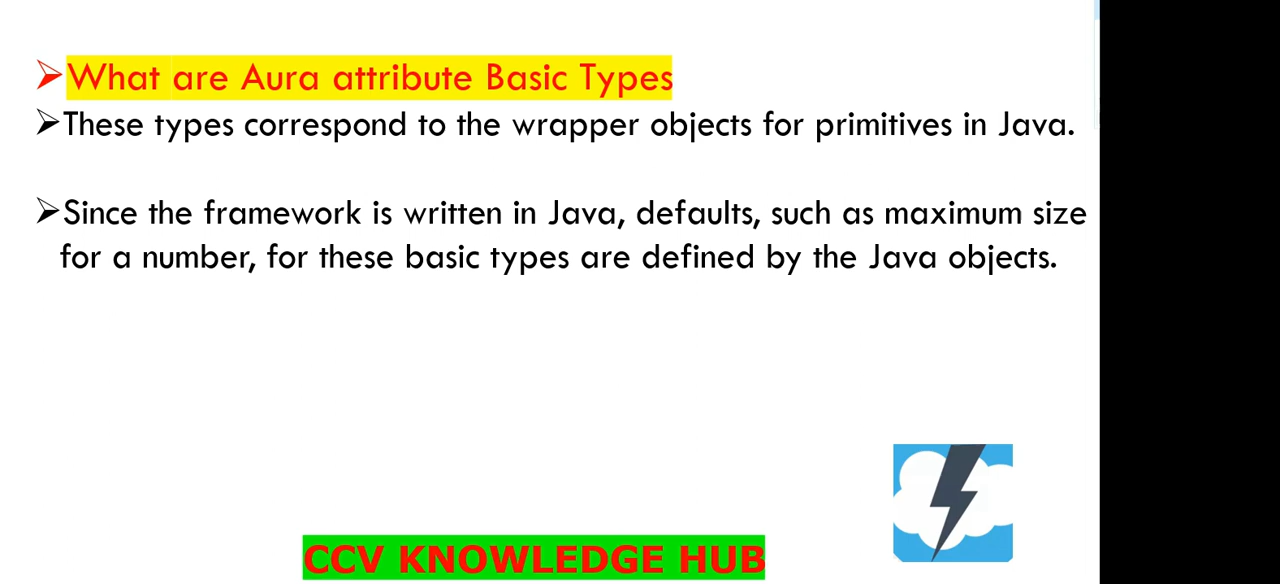 ➢What are Aura attribute Basic Types
➢These types correspond to the wrapper objects for primitives in Java.
➢Since the framework is written in Java, defaults, such as maximum size
for a number, for these basic types are defined by the Java objects.
CCV KNOWLEDGE HUB